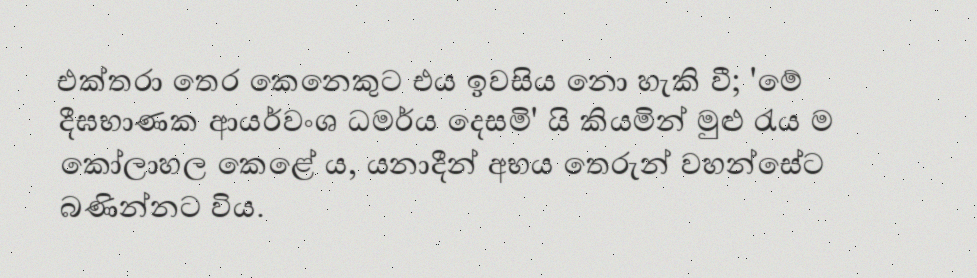 එක්තරා තෙර කෙනෙකුට එය ඉවසිය නො හැකි වී; 'මේ
දීඝභාණක ආයර්වංශ ධමර්ය දෙසමි' යි කියමින් මුළු රැය ම
කෝලාහල කෙළේ ය, යනාදීන් අභය තෙරුන් වහන්සේට
බණින්නට විය.